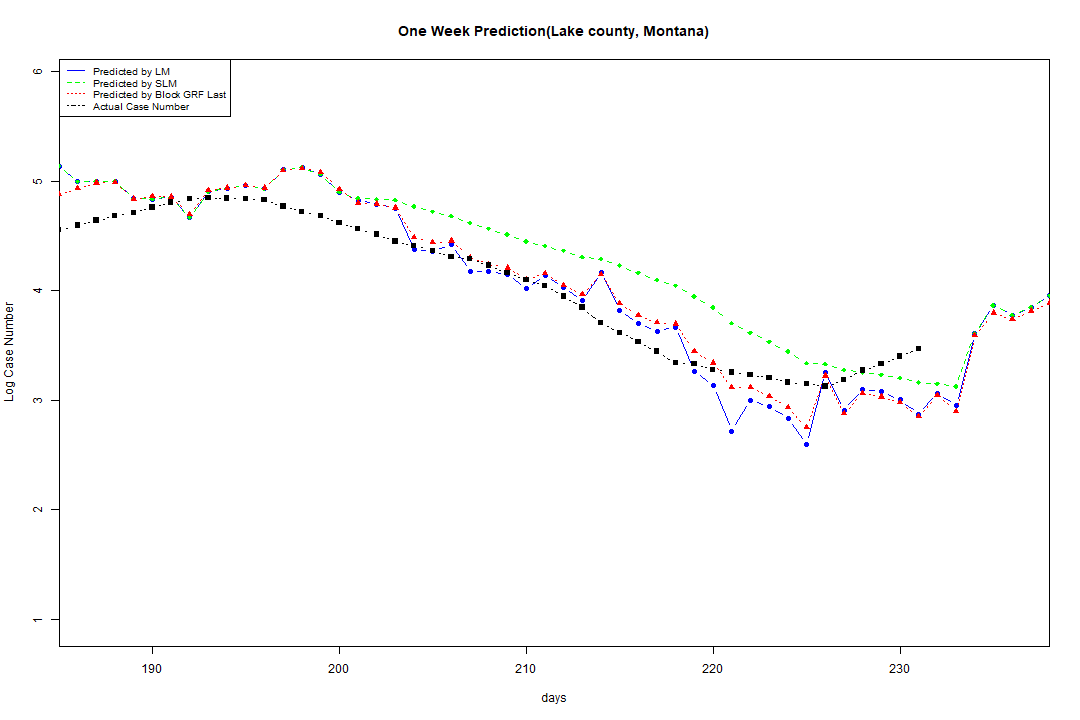 One Week Prediction(Lake county, Montana)
Predicted by LM
Predicted by SLM
Predicted by Block GRF Last
Actual Case Number
6
5
4
3
2
1
Log Case Number
190 200 210 220 230
days